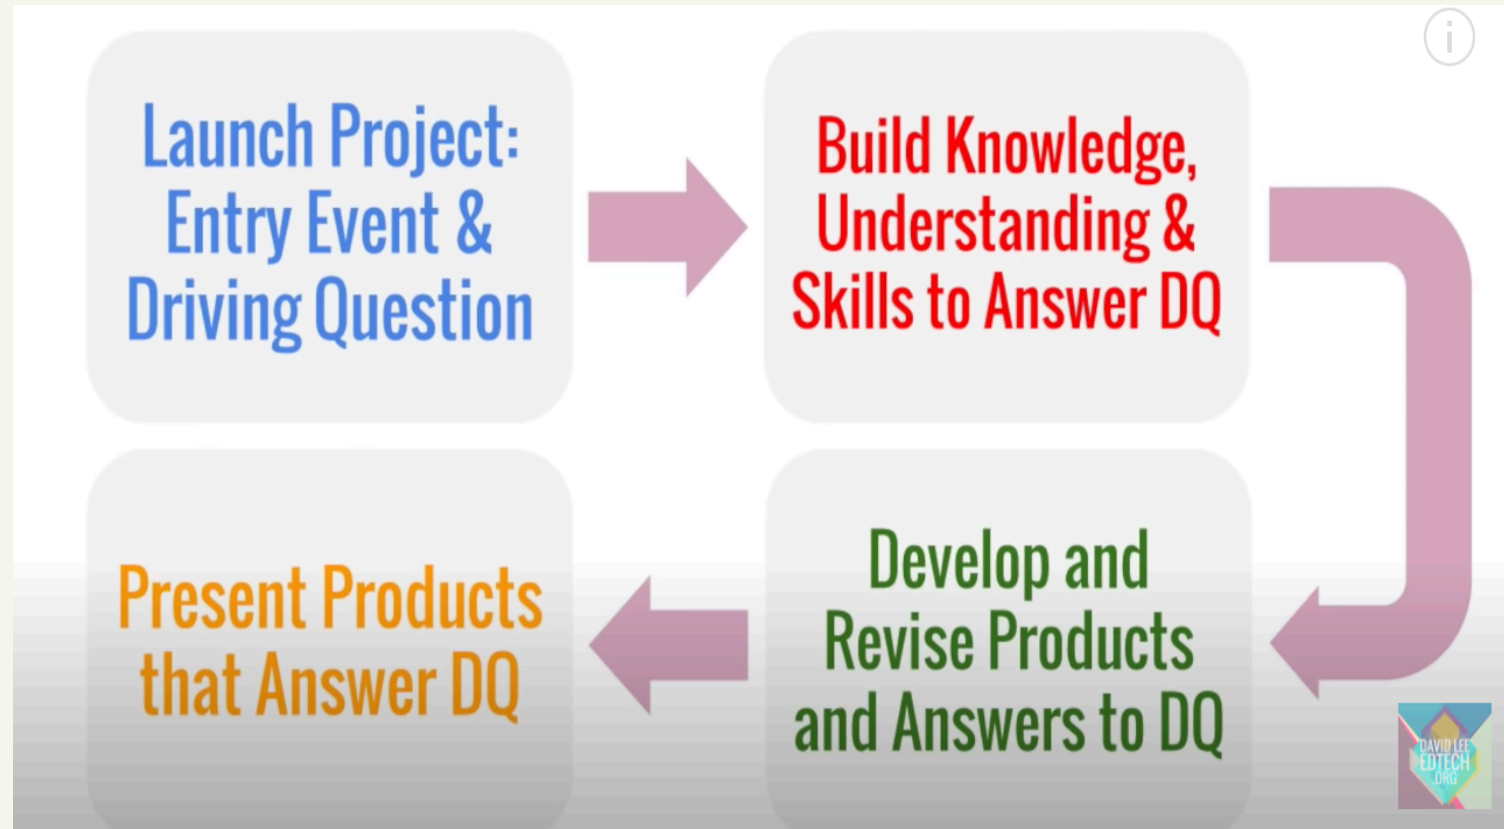 Launch Project:
Entry Event &
Driving Question
Build Knowledge,
Understanding &
Skills to Answer DQ
Develop and
Revise Products
and Answers to DQ
Present Products
that Answer DQ
DAVID LEE
EDTECH
.ORG
i